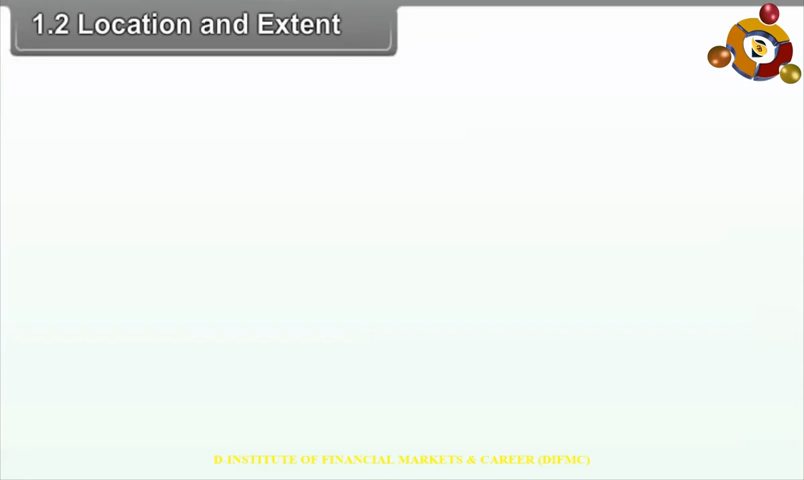 1.2 Location and Extent
D-INSTITUTE OF FINANCIAL MARKETS & CAREER (DIFMC)